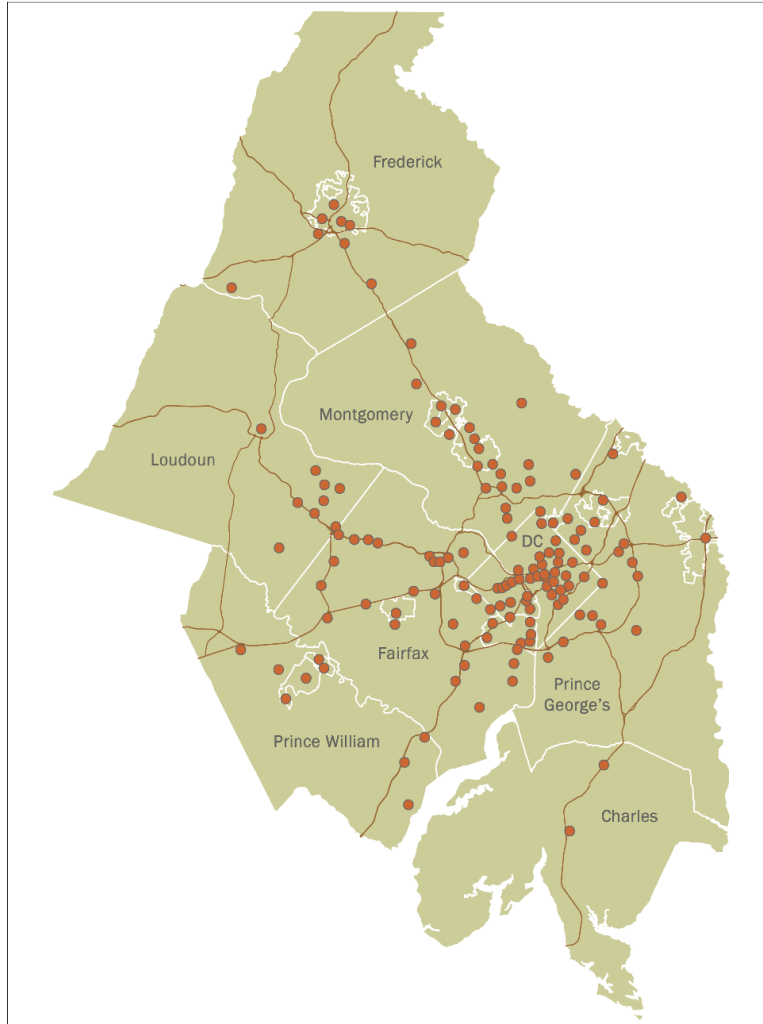 Frederick
Montgomery
Loudoun
DC
Fairfax
Prince
George's
Prince William
Charles